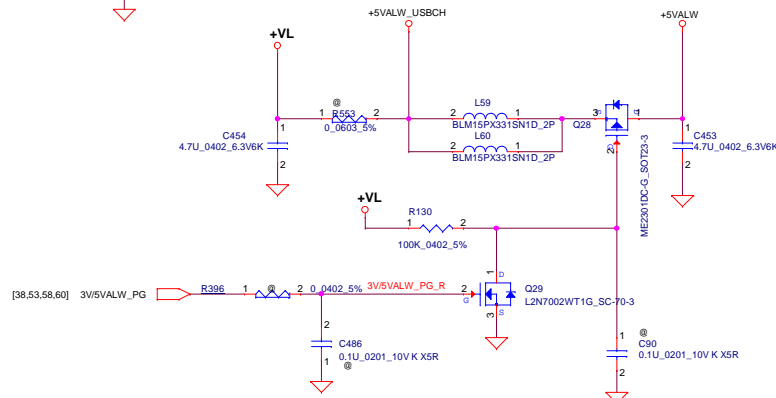 +5VALW_USBCH
+5VALW
+VL
@
1 R553 2
0_0603_5%
C454
1
4.7U_0402_6.3V6K
2
L59
2 1
BLM15PX331SN1D_2P
L60
2 1
BLM15PX331SN1D_2P
3 S D 1
Q28
G
2
ME2301DC-G_SOT23-3
1
C453
4.7U_0402_6.3V6K
2
+VL
R130
1 2
100K_0402_5%
[38,53,58,60] 3V/5VALW_PG
R396 1 @ 2 0_0402_5%
3V/5VALW_PG_R
1 D
2 G
3 S
Q29
L2N7002WT1G_SC-70-3
2
C486
0.1U_0201_10V K X5R
1
@
@
1
C90
0.1U_0201_10V K X5R
2